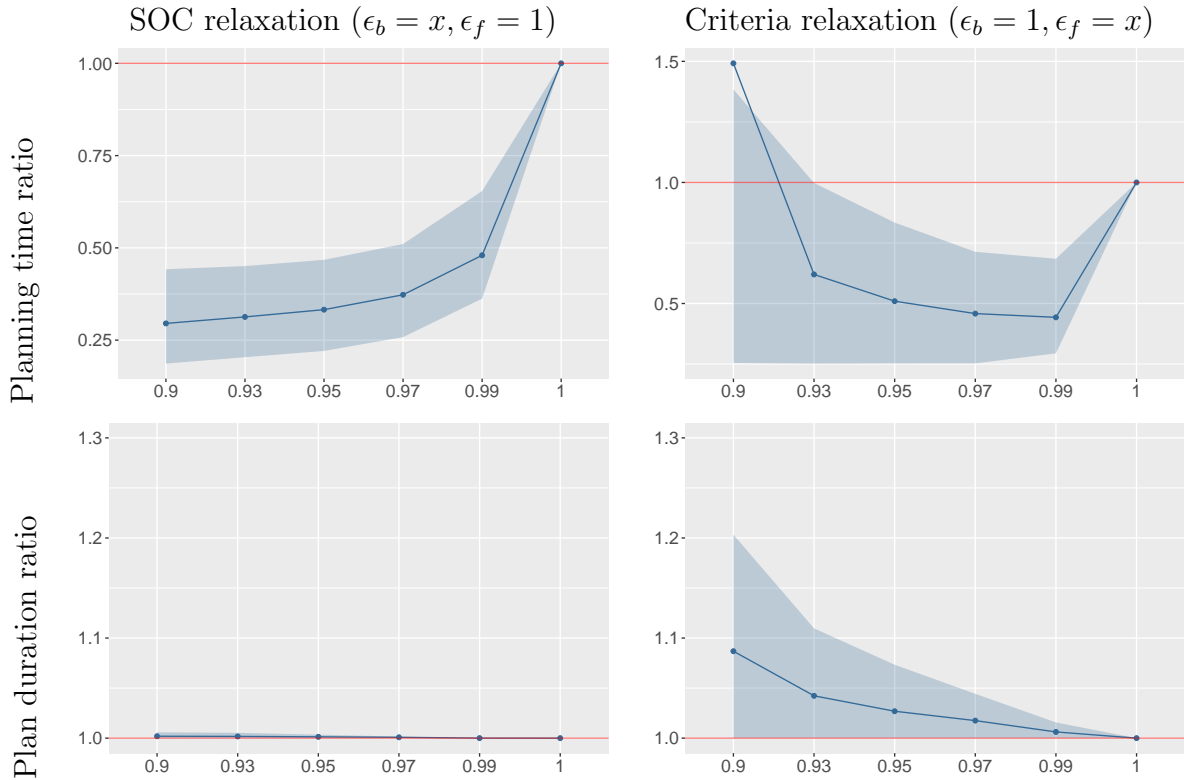 SOC relaxation (ϵ_b = x, ϵ_f = 1)
Criteria relaxation (ϵ_b = 1, ϵ_f = x)
Planning time ratio
1.00
0.75
0.50
0.25
0.9 0.93 0.95 0.97 0.99 1
1.5
1.0
0.5
0.9 0.93 0.95 0.97 0.99 1
Plan duration ratio
1.3
1.2
1.1
1.0
0.9 0.93 0.95 0.97 0.99 1
1.3
1.2
1.1
1.0
0.9 0.93 0.95 0.97 0.99 1